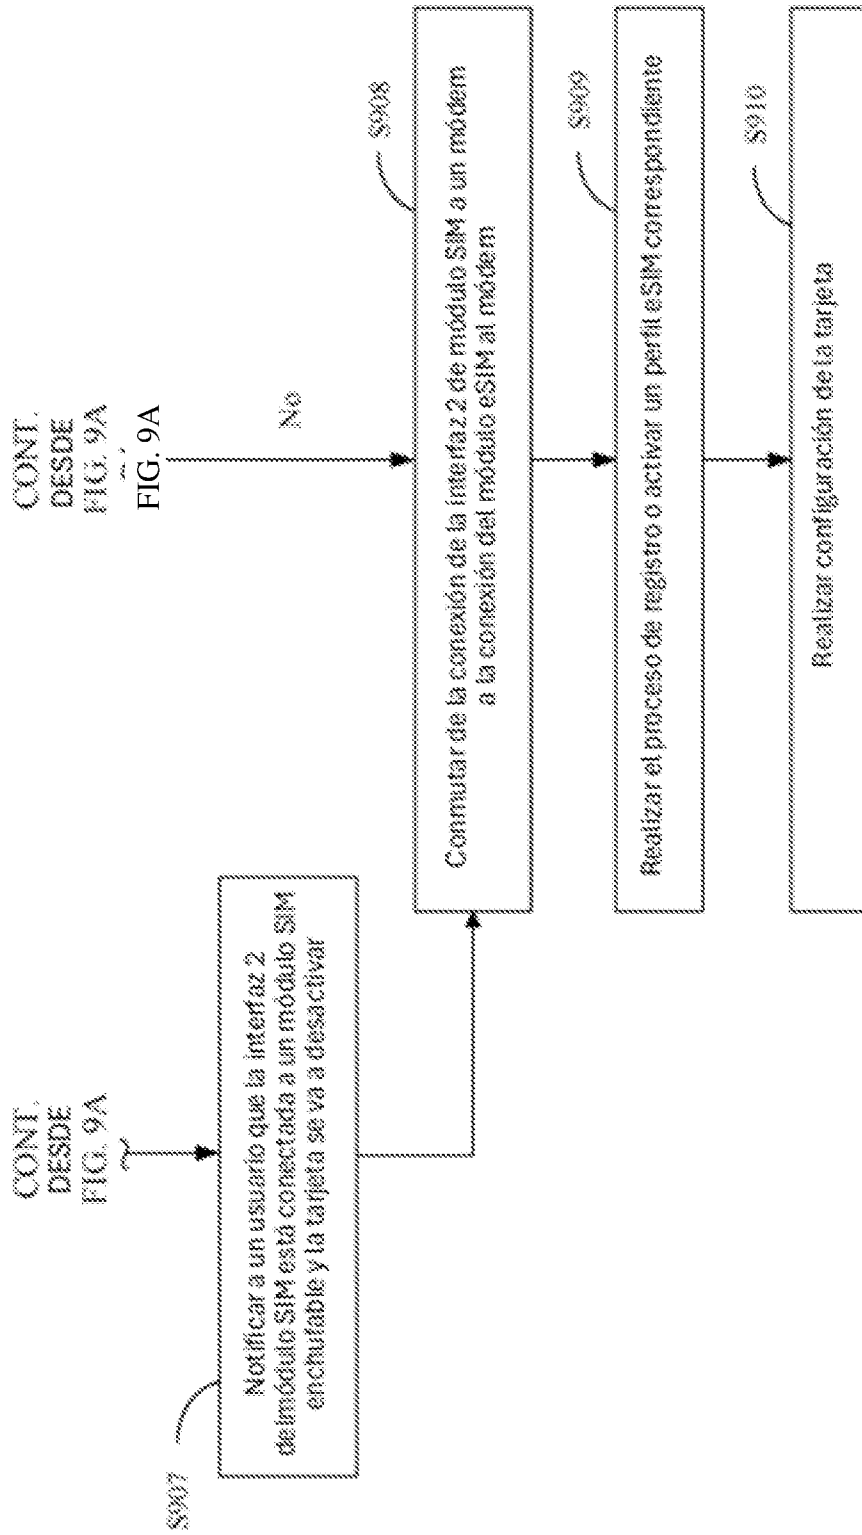 CONT.
DESDE
FIG. 9A
S907
Notificar a un usuario que la interfaz 2
del módulo SIM está conectada a un módulo SIM
enchufable y la tarjeta se va a desactivar
CONT.
DESDE
FIG. 9A
FIG. 9A
No
S908
Conmutar de la conexión de la interfaz 2 de módulo SIM a un módem
a la conexión del módulo eSIM al módem
S909
Realizar el proceso de registro o activar un perfil eSIM correspondiente
S910
Realizar configuración de la tarjeta